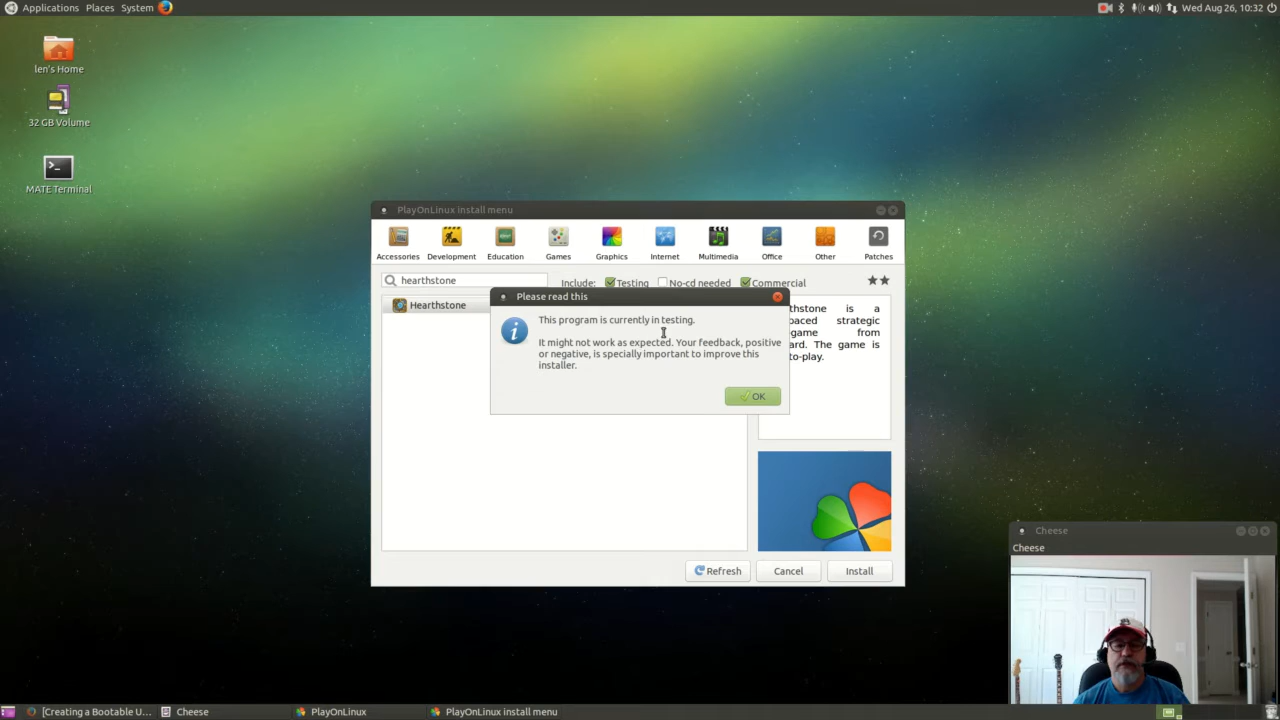 Applications Places System
Wed Aug 26, 10:32
len's Home
32 GB Volume
MATE Terminal
PlayOnLinux install menu
Accessories Development Education Games Graphics Internet Multimedia Office Other Patches
hearthstone
Include: Testing No-cd needed Commercial
Hearthstone
Please read this
This program is currently in testing.
It might not work as expected. Your feedback, positive
or negative, is specially important to improve this
installer.
OK
thstone is a
paced strategic
game from
ard. The game is
to-play.
Refresh Cancel Install
Cheese
Cheese
[Creating a Bootable U... Cheese PlayOnLinux PlayOnLinux install menu